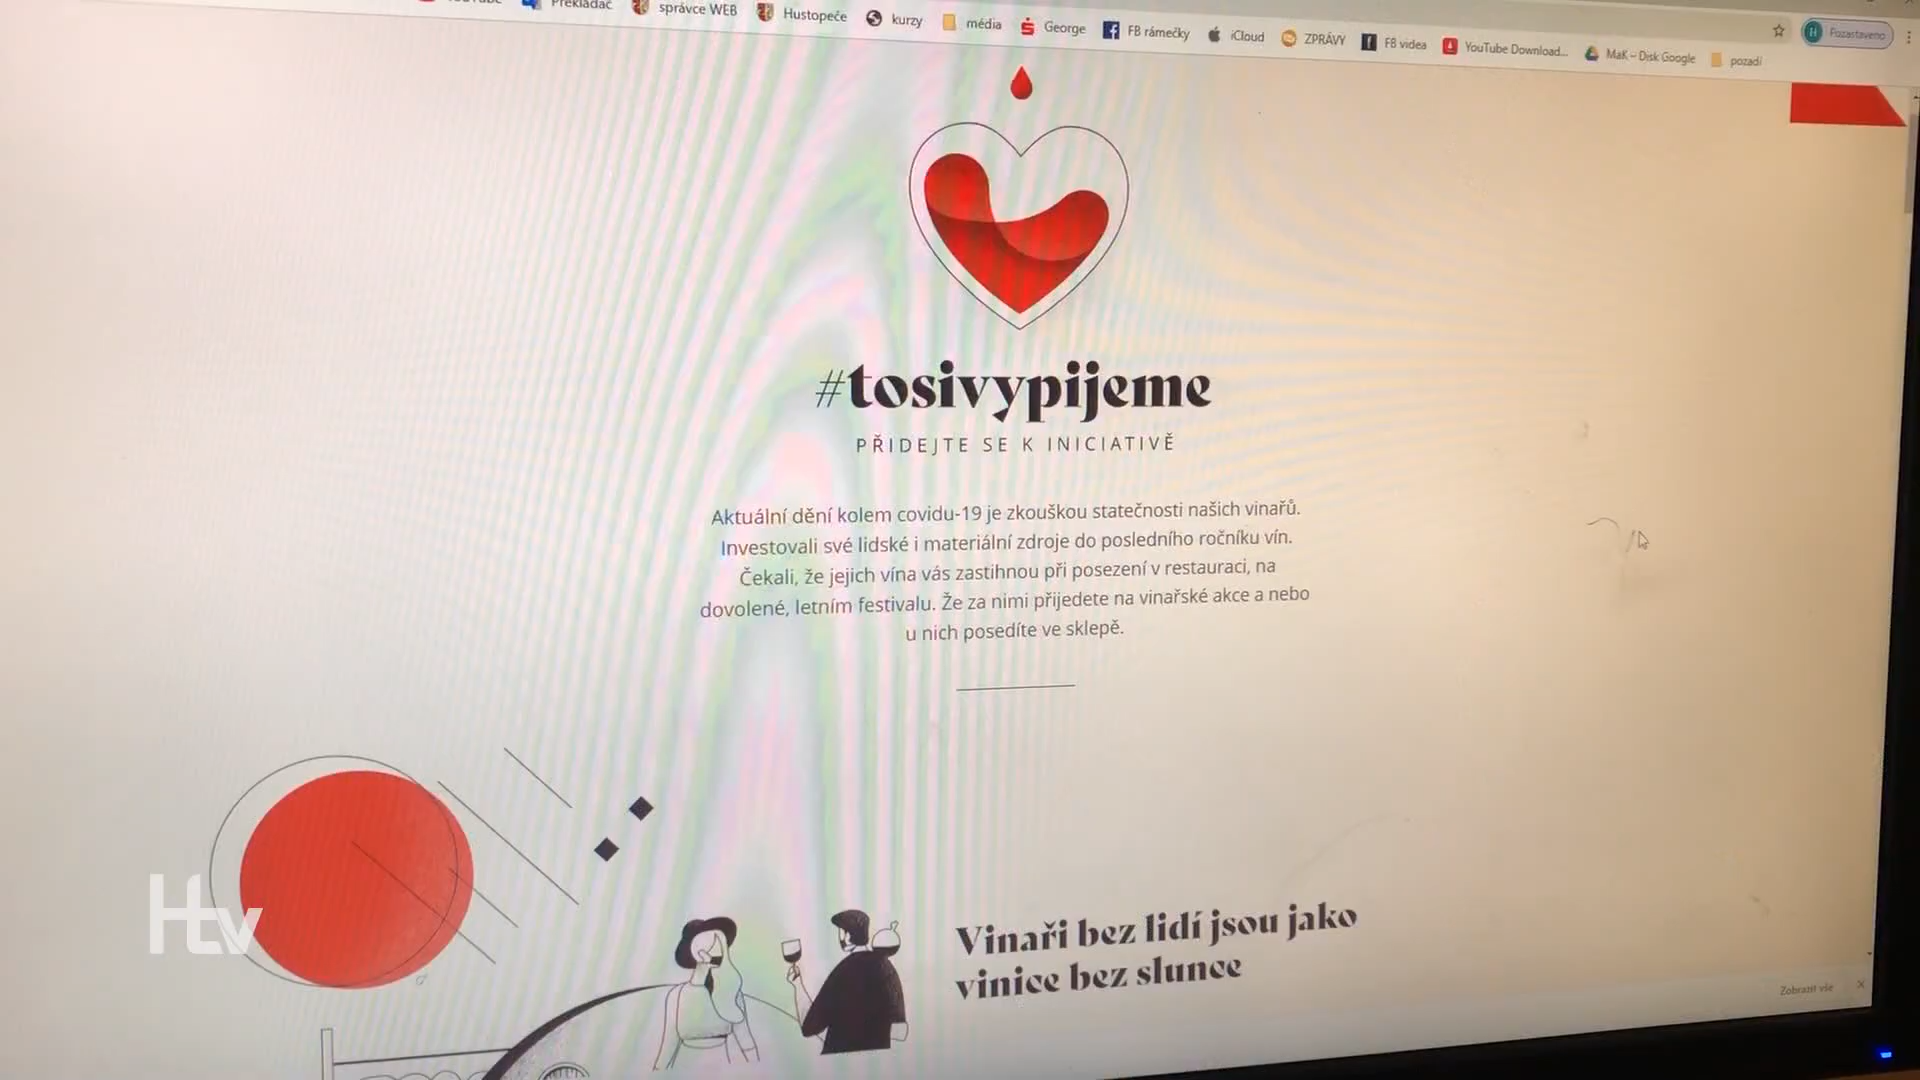 YouTube
Překladač
správce WEB
Hustopeče
kurzy
média
George
FB rámečky
iCloud
ZPRÁVY
FB videa
YouTube Download...
MaK – Disk Google
pozadí
H
Pozastaveno
#tosivypijeme
PŘIDEJTE SE K INICIATIVĚ
Aktuální dění kolem covidu-19 je zkouškou statečnosti našich vinařů.
Investovali své lidské i materiální zdroje do posledního ročníku vín.
Čekali, že jejich vína vás zastihnou při posezení v restauraci, na
dovolené, letním festivalu. Že za nimi přijedete na vinařské akce a nebo
u nich posedíte ve sklepě.
Vinaři bez lidí jsou jako
vinice bez slunce
Zobrazit vše
Htv